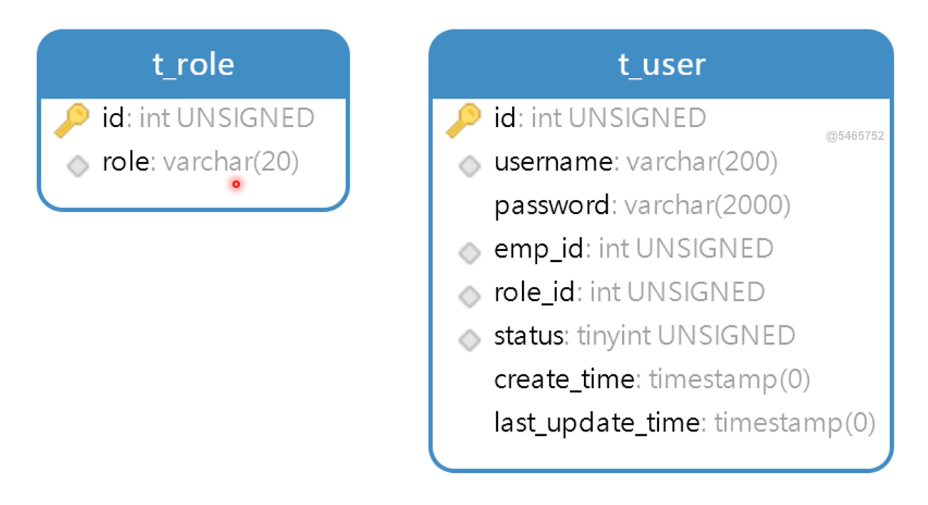 t_role
id: int UNSIGNED
role: varchar(20)
t_user
id: int UNSIGNED
@5465752
username: varchar(200)
password: varchar(2000)
emp_id: int UNSIGNED
role_id: int UNSIGNED
status: tinyint UNSIGNED
create_time: timestamp(0)
last_update_time: timestamp(0)